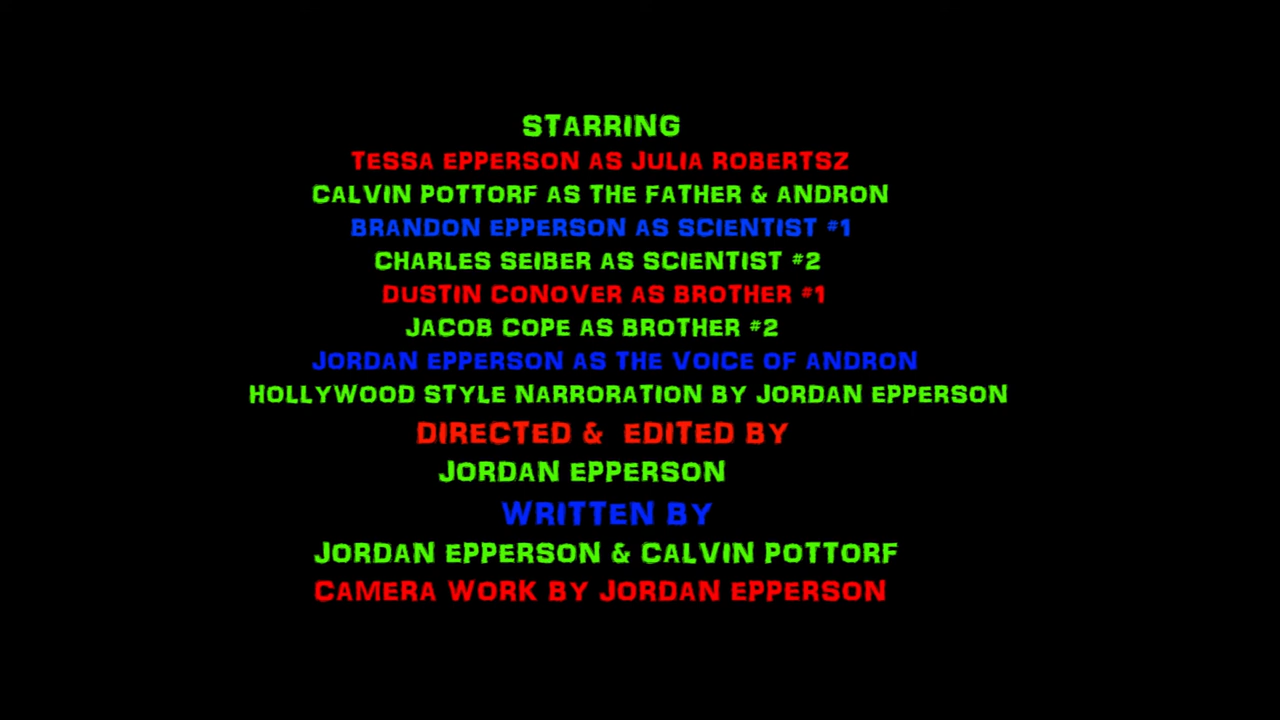 STARRING
TESSA EPPERSON AS JULIA ROBERTSZ
CALVIN POTTORF AS THE FATHER & ANDRON
BRANDON EPPERSON AS SCIENTIST #1
CHARLES SEIBER AS SCIENTIST #2
DUSTIN CONOVER AS BROTHER #1
JACOB COPE AS BROTHER #2
JORDAN EPPERSON AS THE VOICE OF ANDRON
HOLLYWOOD STYLE NARRORATION BY JORDAN EPPERSON
DIRECTED & EDITED BY
JORDAN EPPERSON
WRITTEN BY
JORDAN EPPERSON & CALVIN POTTORF
CAMERA WORK BY JORDAN EPPERSON